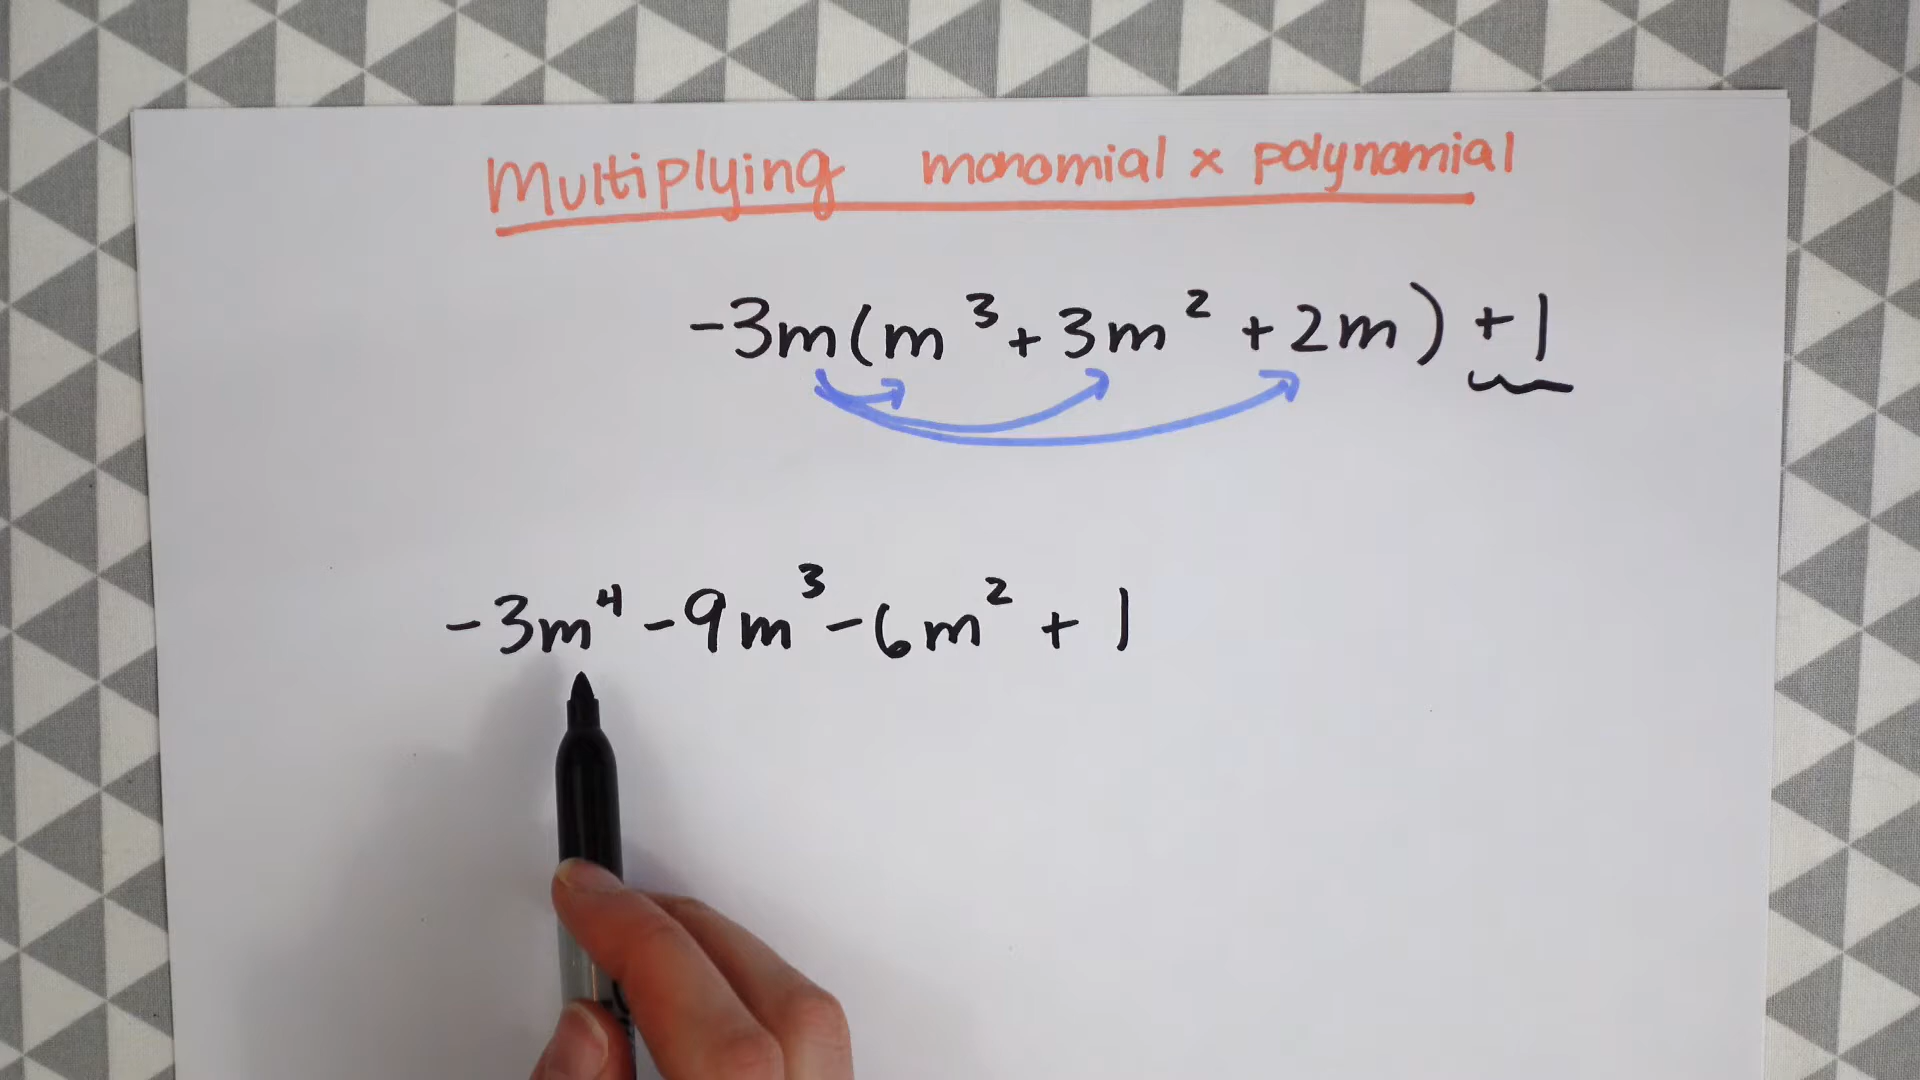 Multiplying monomial x polynomial
-3m(m³+3m²+2m)+1
-3m⁴-9m³-6m²+1